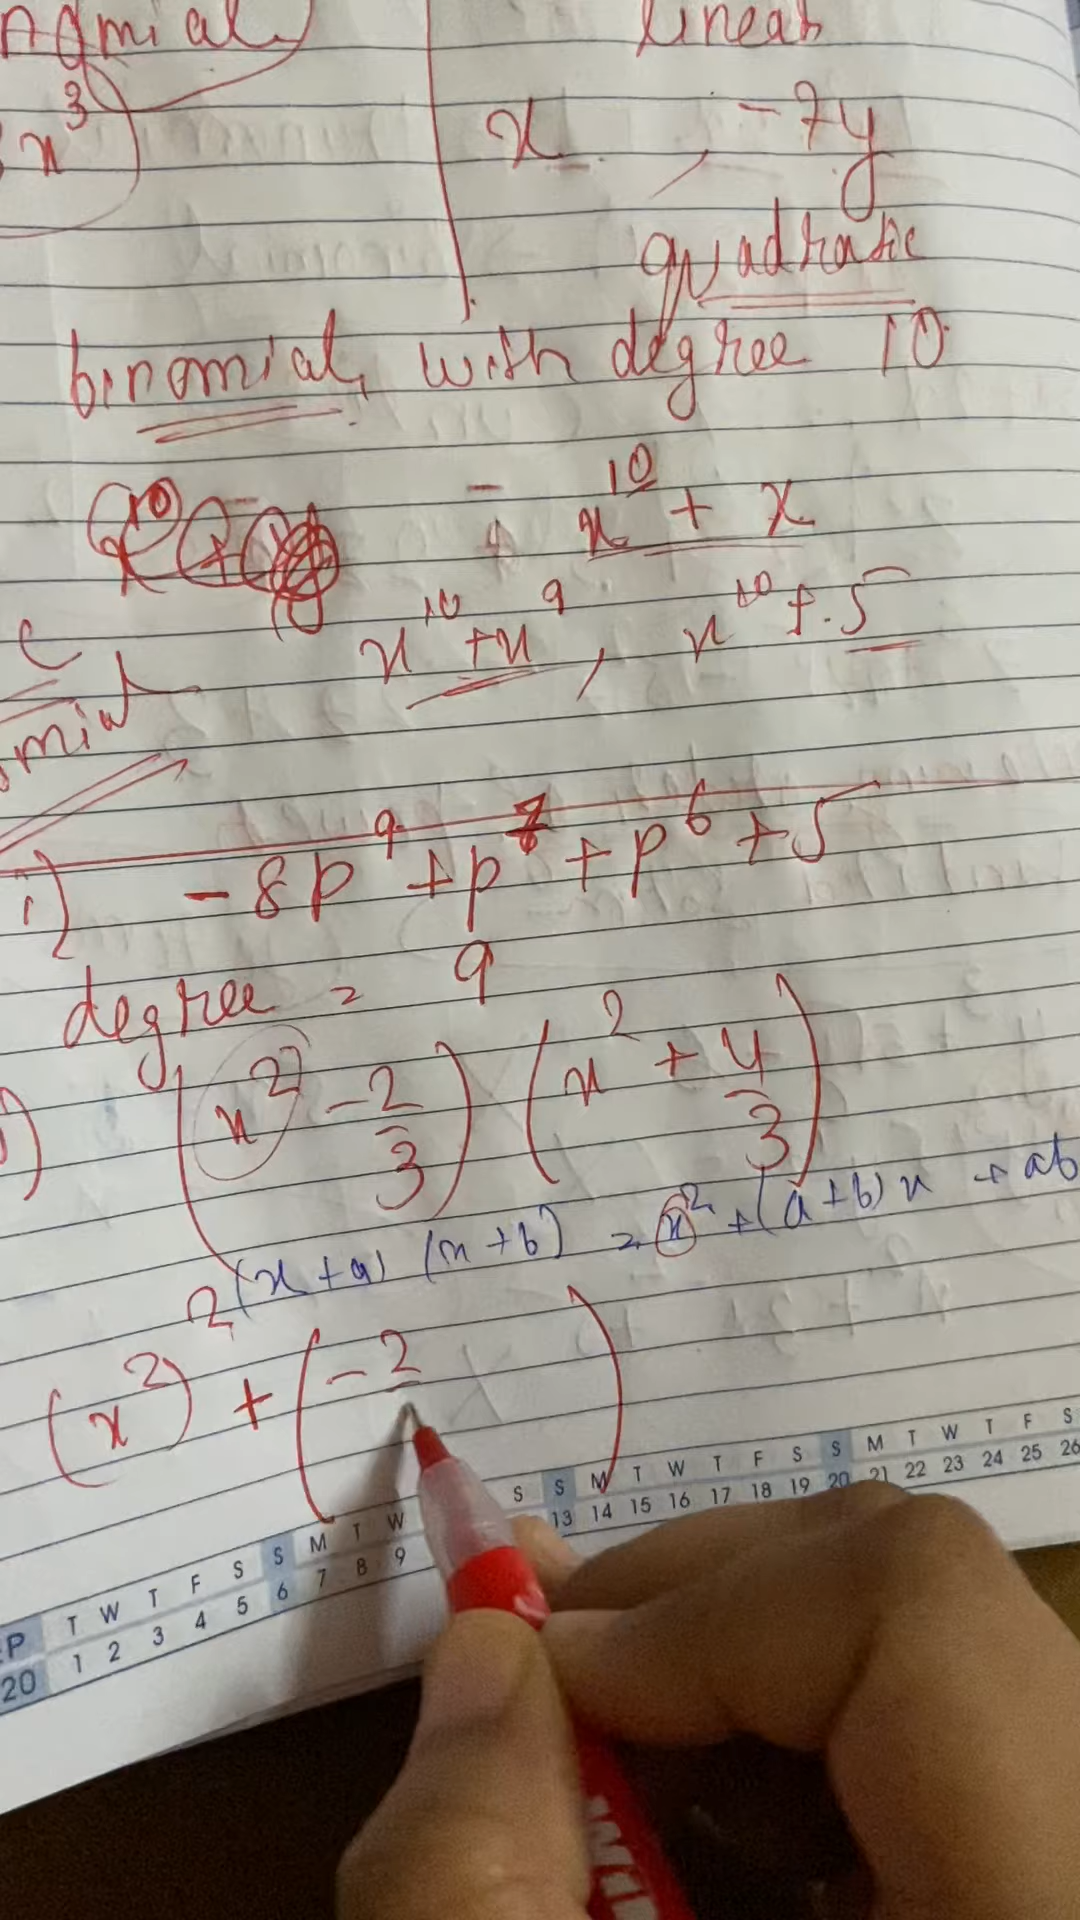 linear
x³
x , -7y
quadratic
binomial, with degree 10
x¹⁰ + x
x¹⁰ + x⁹ , x¹⁰ + 5
i) -8p⁹ + p⁷ + p⁶ + 5
degree = 9
(x² - 2/3) (x² + 4/3)
(x + a) (x + b) = x² + (a + b) x + ab
(x²)² + (-2
S M T W T F S S M T W T F S
13 14 15 16 17 18 19 20 21 22 23 24 25 26
T W T F S S M T W
20 1 2 3 4 5 6 7 8 9